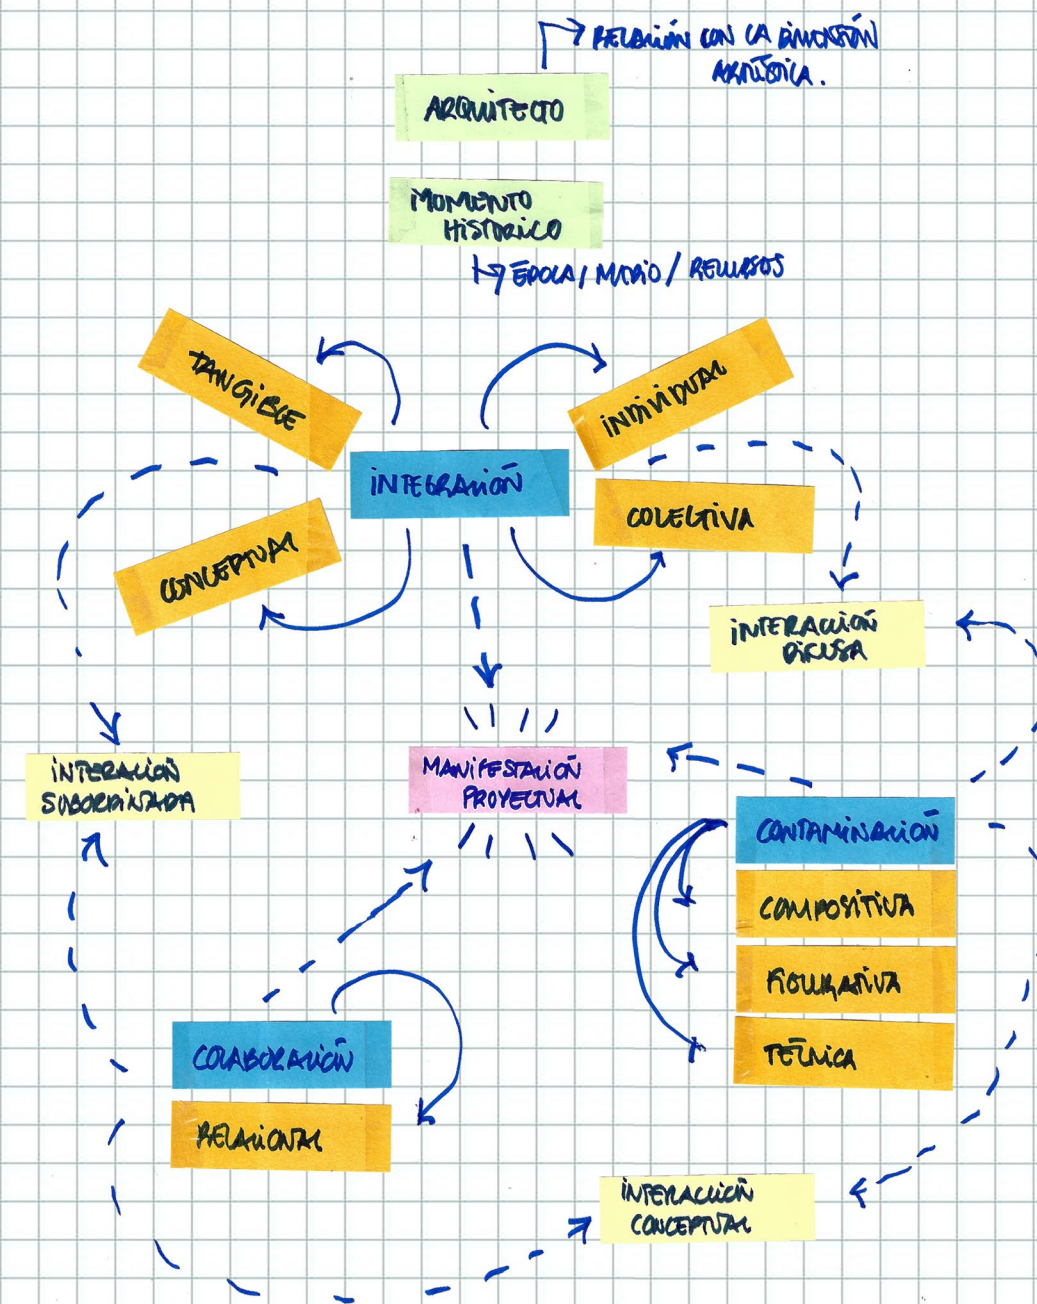 RELACIÓN CON LA DIMENSIÓN
ARTÍSTICA.
ARQUITECTO
MOMENTO
HISTÓRICO
ÉPOCA / MARIO / RECURSOS
TANGIBLE
INDIVIDUAL
INTEGRACIÓN
COLECTIVA
CONCEPTUAL
INTERACCIÓN
DIFUSA
INTERACCIÓN
SUBORDINADA
MANIFESTACIÓN
PROYECTUAL
CONTAMINACIÓN
COMPOSITIVA
FIGURATIVA
TÉCNICA
COLABORACIÓN
RELACIONAL
INTERACCIÓN
CONCEPTUAL